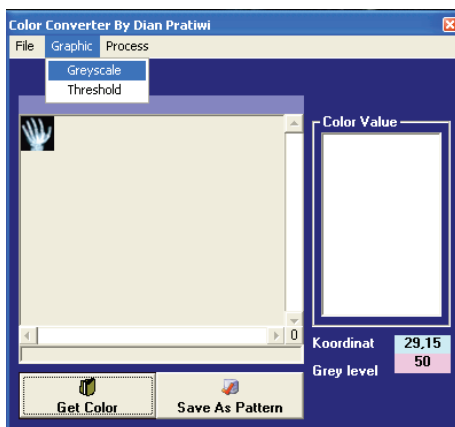 Color Converter By Dian Pratiwi
File Graphic Process
Greyscale
Threshold
Color Value
0
Koordinat 29,15
Grey level 50
Get Color Save As Pattern